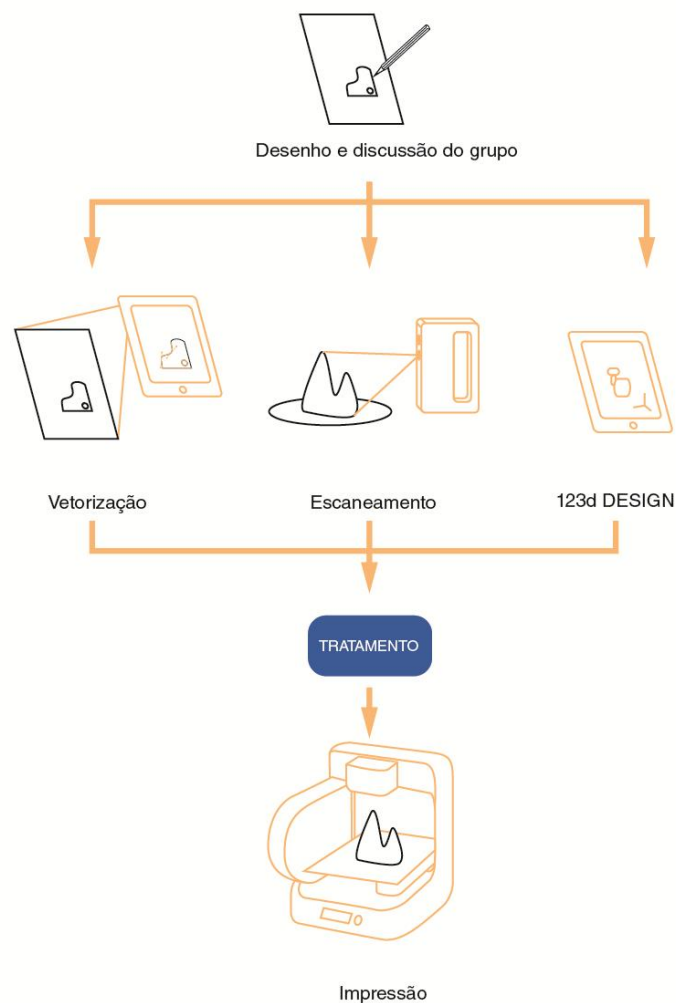 Desenho e discussão do grupo
Vetorização
Escaneamento
123d DESIGN
TRATAMENTO
Impressão